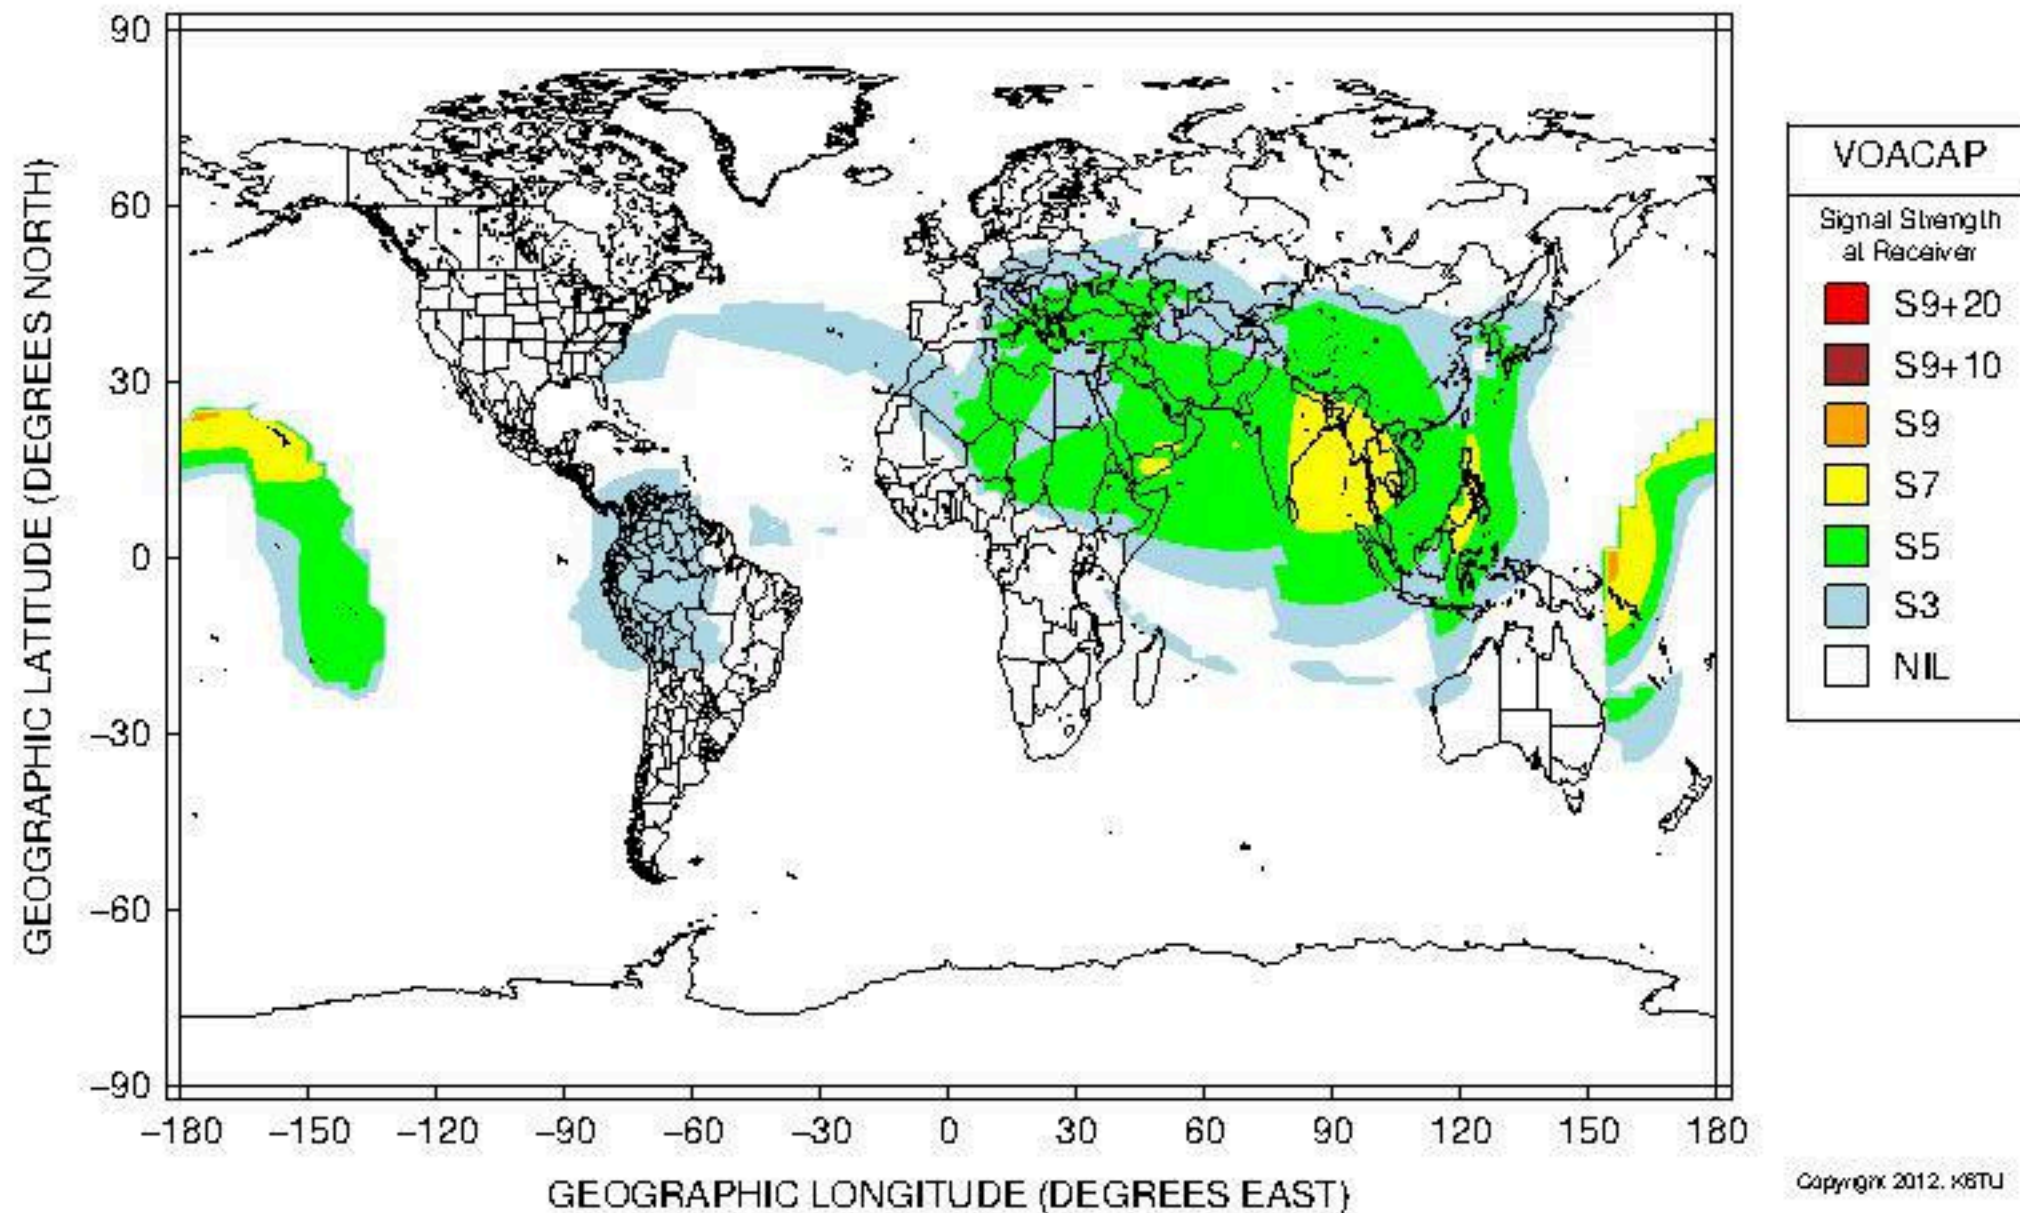 90
60
30
0
−30
−60
−90
GEOGRAPHIC LATITUDE (DEGREES NORTH)
−180 −150 −120 −90 −60 −30 0 30 60 90 120 150 180
GEOGRAPHIC LONGITUDE (DEGREES EAST)
VOACAP
Signal Strength
at Receiver
S9+20
S9+10
S9
S7
S5
S3
NIL
Copyright 2012, K6TU